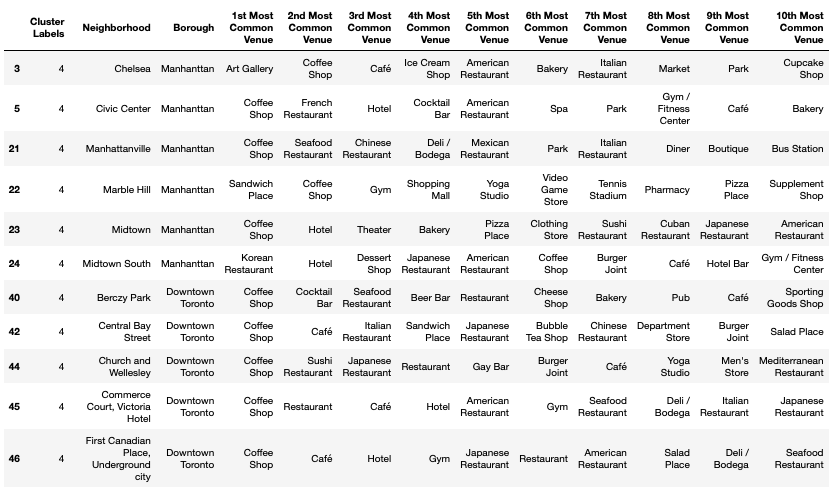 Cluster Labels Neighborhood Borough 1st Most Common Venue 2nd Most Common Venue 3rd Most Common Venue 4th Most Common Venue 5th Most Common Venue 6th Most Common Venue 7th Most Common Venue 8th Most Common Venue 9th Most Common Venue 10th Most Common Venue
3 4 Chelsea Manhanttan Art Gallery Coffee Shop Café Ice Cream Shop American Restaurant Bakery Italian Restaurant Market Park Cupcake Shop
5 4 Civic Center Manhanttan Coffee Shop French Restaurant Hotel Cocktail Bar American Restaurant Spa Park Gym / Fitness Center Café Bakery
21 4 Manhattanville Manhanttan Coffee Shop Seafood Restaurant Chinese Restaurant Deli / Bodega Mexican Restaurant Park Italian Restaurant Diner Boutique Bus Station
22 4 Marble Hill Manhanttan Sandwich Place Coffee Shop Gym Shopping Mall Yoga Studio Video Game Store Tennis Stadium Pharmacy Pizza Place Supplement Shop
23 4 Midtown Manhanttan Coffee Shop Hotel Theater Bakery Pizza Place Clothing Store Sushi Restaurant Cuban Restaurant Japanese Restaurant American Restaurant
24 4 Midtown South Manhanttan Korean Restaurant Hotel Dessert Shop Japanese Restaurant American Restaurant Coffee Shop Burger Joint Café Hotel Bar Gym / Fitness Center
40 4 Berczy Park Downtown Toronto Coffee Shop Cocktail Bar Seafood Restaurant Beer Bar Restaurant Cheese Shop Bakery Pub Café Sporting Goods Shop
42 4 Central Bay Street Downtown Toronto Coffee Shop Café Italian Restaurant Sandwich Place Japanese Restaurant Bubble Tea Shop Chinese Restaurant Department Store Burger Joint Salad Place
44 4 Church and Wellesley Downtown Toronto Coffee Shop Sushi Restaurant Japanese Restaurant Restaurant Gay Bar Burger Joint Café Yoga Studio Men's Store Mediterranean Restaurant
45 4 Commerce Court, Victoria Hotel Downtown Toronto Coffee Shop Restaurant Café Hotel American Restaurant Gym Seafood Restaurant Deli / Bodega Italian Restaurant Japanese Restaurant
46 4 First Canadian Place, Underground city Downtown Toronto Coffee Shop Café Hotel Gym Japanese Restaurant Restaurant American Restaurant Salad Place Deli / Bodega Seafood Restaurant